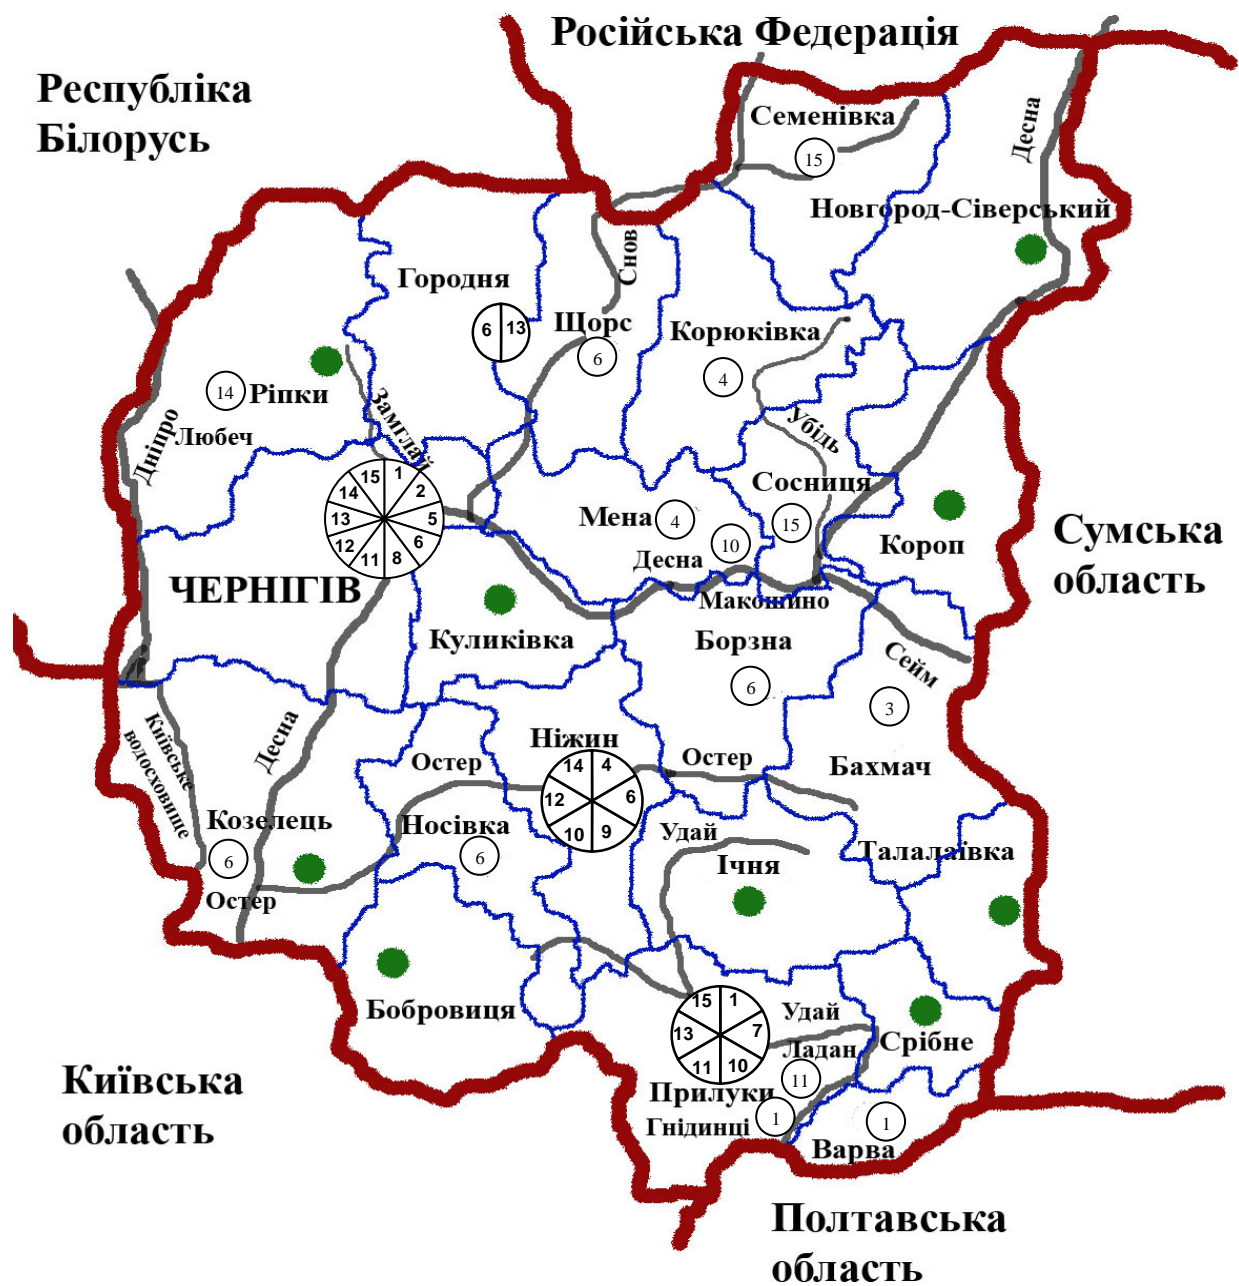 Російська Федерація
Республіка
Білорусь
Семенівка
15
Десна
Новгород-Сіверський
Снов
Городня
6 13
Щорс
6
Корюківка
4
14 Ріпки
Любеч
Дніпро
Замглай
Убідь
15 1 2 5 6 8 11 12 13 14
ЧЕРНІГІВ
Сосниця
15
Мена 4
10
Десна
Макошино
Короп
Сумська
область
Куликівка
Борзна
6
Сейм
3
Бахмач
Київське
водосховище
Десна
Остер
Ніжин
14 4 6 9 10 12
Остер
Козелець
6
Носівка
6
Удай
Ічня
Талалаївка
Остер
Бобровиця
15 1 7 10 11 13
Удай
Ладан
11
Срібне
Прилуки
Гнідинці
1
1
Варва
Київська
область
Полтавська
область